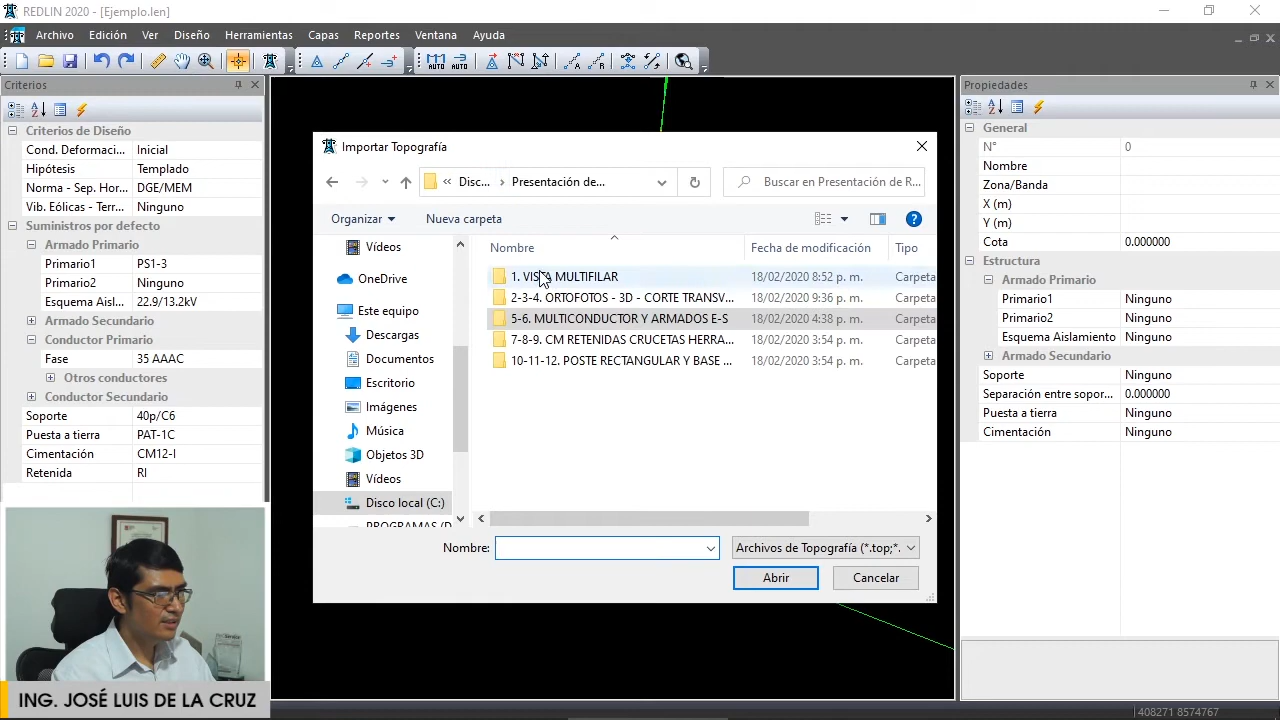 REDLIN 2020 - [Ejemplo.len]
Archivo Edición Ver Diseño Herramientas Capas Reportes Ventana Ayuda
AUTO AUTO
Criterios
Criterios de Diseño
Cond. Deformaci... Inicial
Hipótesis Templado
Norma - Sep. Hor... DGE/MEM
Vib. Eólicas - Terr... Ninguno
Suministros por defecto
Armado Primario
Primario1 PS1-3
Primario2 Ninguno
Esquema Aisl... 22.9/13.2kV
Armado Secundario
Conductor Primario
Fase 35 AAAC
Otros conductores
Conductor Secundario
Soporte 40p/C6
Puesta a tierra PAT-1C
Cimentación CM12-I
Retenida RI
Importar Topografía
« Disc... › Presentación de...
Buscar en Presentación de R...
Organizar Nueva carpeta
Vídeos
OneDrive
Este equipo
Descargas
Documentos
Escritorio
Imágenes
Música
Objetos 3D
Vídeos
Disco local (C:)
PROGRAMAS (D
Nombre Fecha de modificación Tipo
1. VISTA MULTIFILAR 18/02/2020 8:52 p. m. Carpeta
2-3-4. ORTOFOTOS - 3D - CORTE TRANSV... 18/02/2020 9:36 p. m. Carpeta
5-6. MULTICONDUCTOR Y ARMADOS E-S 18/02/2020 4:38 p. m. Carpeta
7-8-9. CM RETENIDAS CRUCETAS HERRA... 18/02/2020 3:54 p. m. Carpeta
10-11-12. POSTE RECTANGULAR Y BASE ... 18/02/2020 3:54 p. m. Carpeta
Nombre: Archivos de Topografía (*.top;*.
Abrir Cancelar
Propiedades
General
N° 0
Nombre
Zona/Banda
X (m)
Y (m)
Cota 0.000000
Estructura
Armado Primario
Primario1 Ninguno
Primario2 Ninguno
Esquema Aislamiento Ninguno
Armado Secundario
Soporte Ninguno
Separación entre sopor... 0.000000
Puesta a tierra Ninguno
Cimentación Ninguno
ING. JOSÉ LUIS DE LA CRUZ
408271 8574767